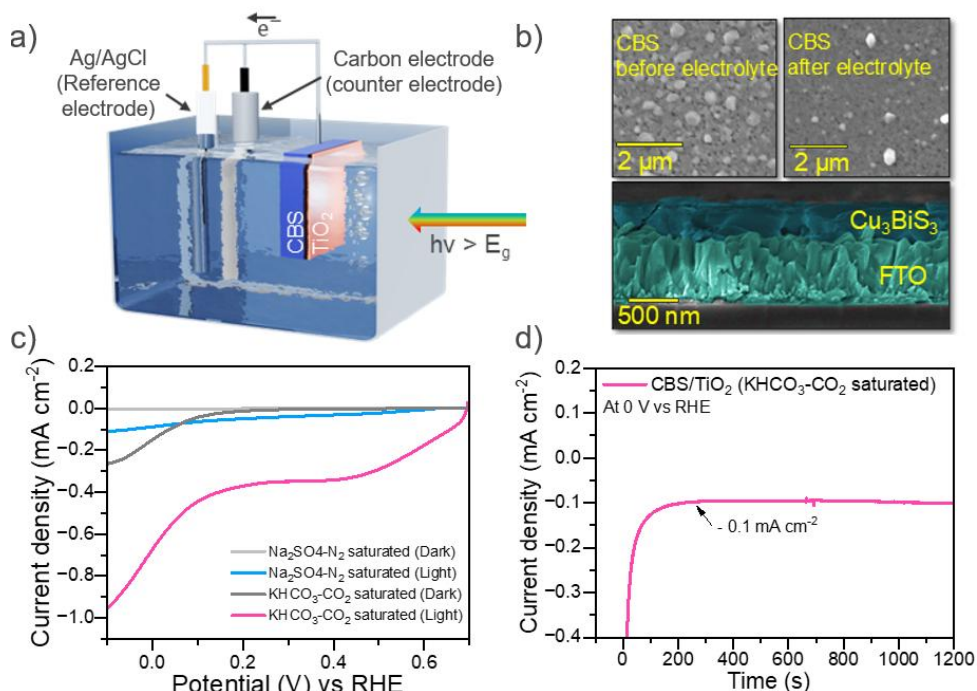 a)
e⁻
Ag/AgCl
(Reference
electrode)
Carbon electrode
(counter electrode)
CBS
TiO₂
hv > E_g
b)
CBS
before electrolyte
2 μm
CBS
after electrolyte
2 μm
Cu₃BiS₃
FTO
500 nm
c)
Current density (mA cm⁻²)
0.2
0.0
−0.2
−0.4
−0.6
−0.8
−1.0
Na₂SO4-N₂ saturated (Dark)
Na₂SO4-N₂ saturated (Light)
KHCO₃-CO₂ saturated (Dark)
KHCO₃-CO₂ saturated (Light)
0.0 0.2 0.4 0.6
Potential (V) vs RHE
d)
Current density (mA cm⁻²)
0.2
0.1
0.0
−0.1
−0.2
−0.3
−0.4
CBS/TiO₂ (KHCO₃-CO₂ saturated)
At 0 V vs RHE
- 0.1 mA cm⁻²
0 200 400 600 800 1000 1200
Time (s)